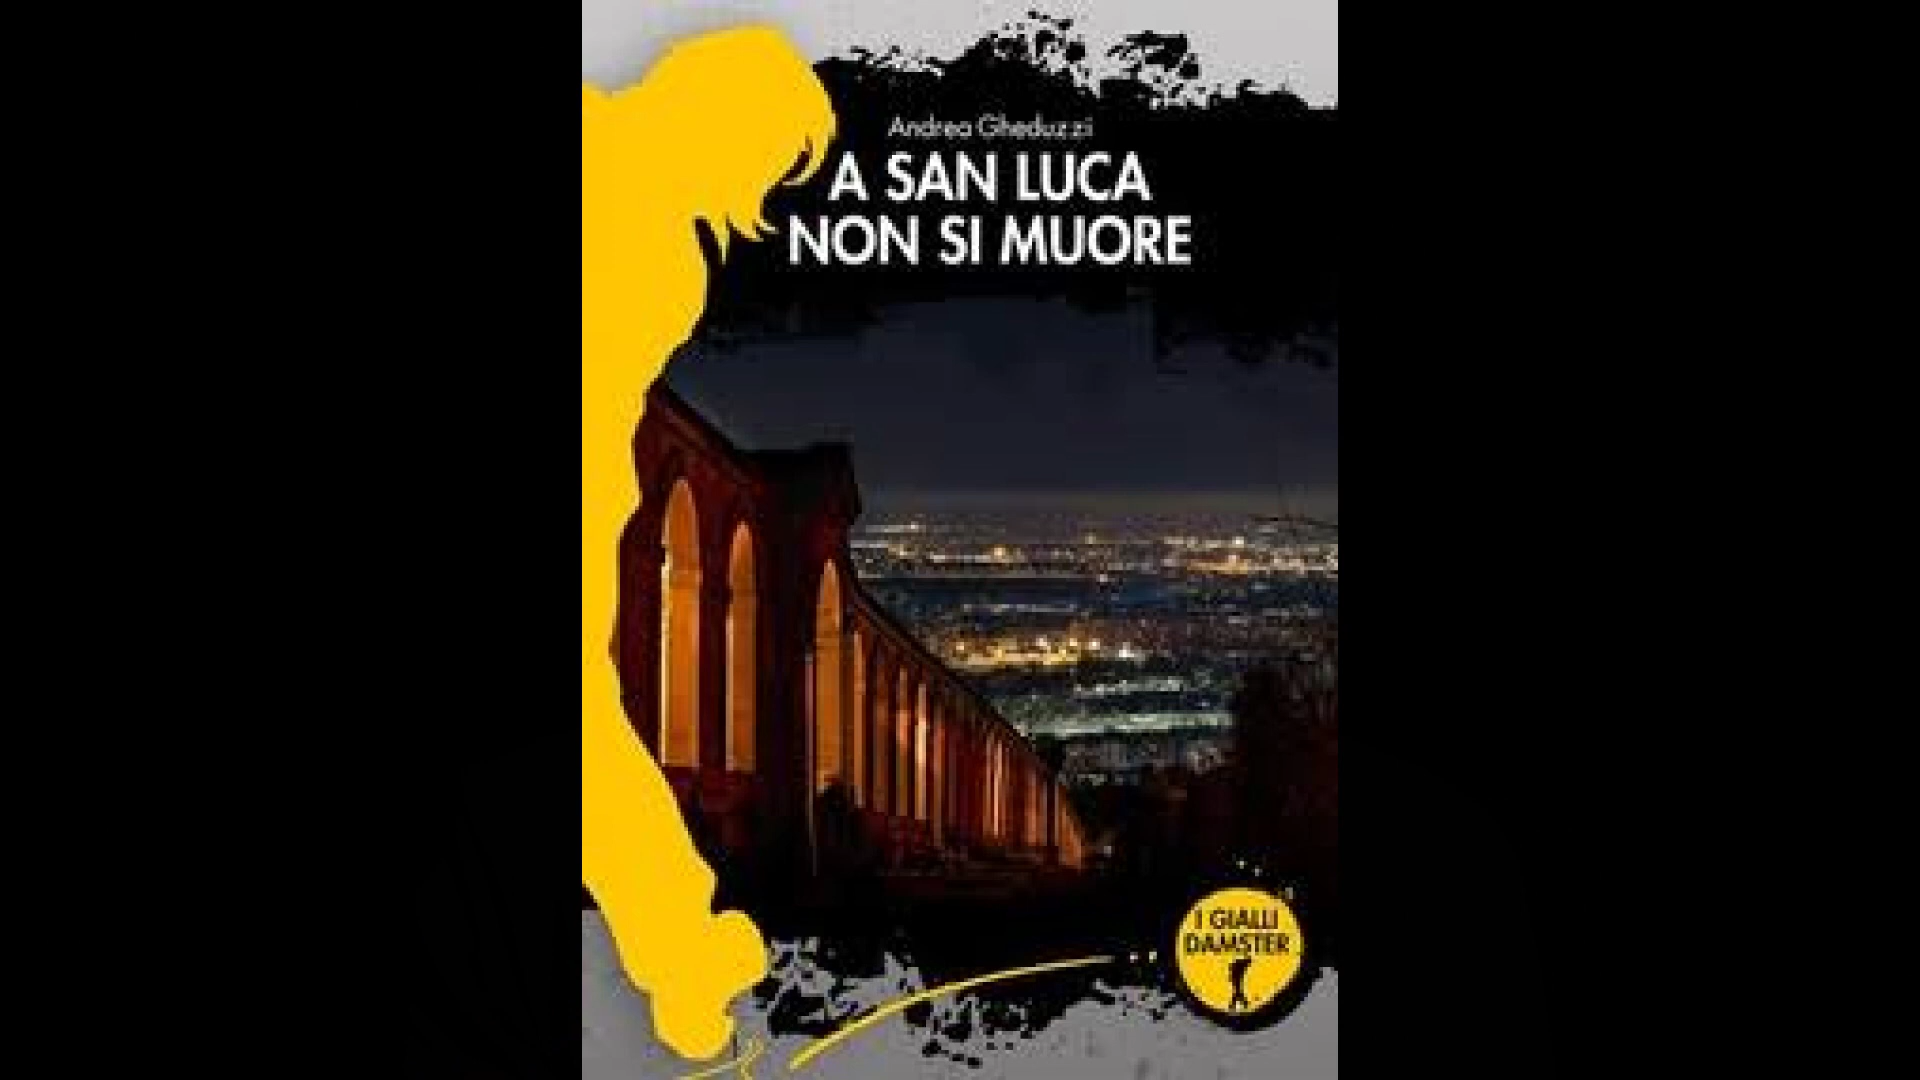 Andrea Gheduzzi
A SAN LUCA
NON SI MUORE
I GIALLI
DAMSTER